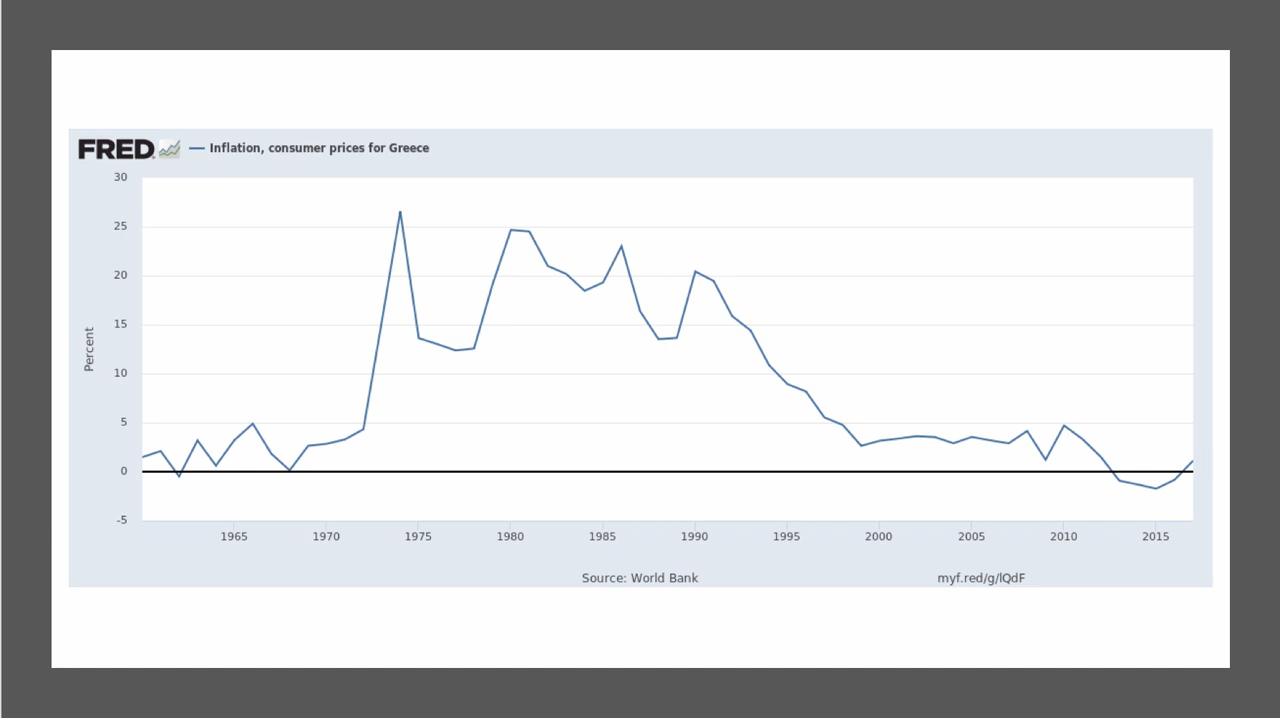 FRED Inflation, consumer prices for Greece
30
25
20
15
10
5
0
-5
Percent
1965 1970 1975 1980 1985 1990 1995 2000 2005 2010 2015
Source: World Bank myf.red/g/lQdF